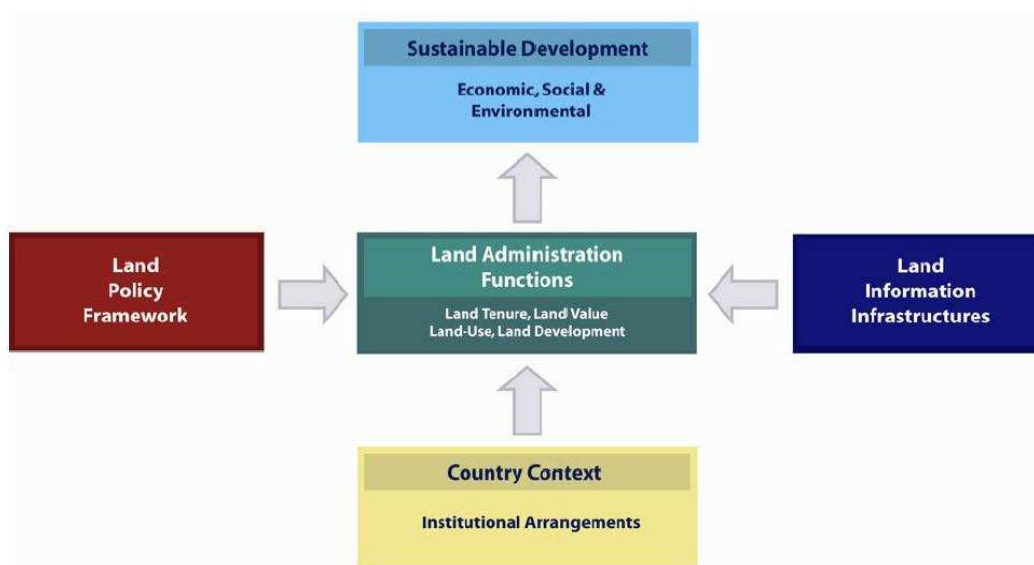 Sustainable Development
Economic, Social &
Environmental
Land
Policy
Framework
Land Administration
Functions
Land Tenure, Land Value
Land-Use, Land Development
Land
Information
Infrastructures
Country Context
Institutional Arrangements